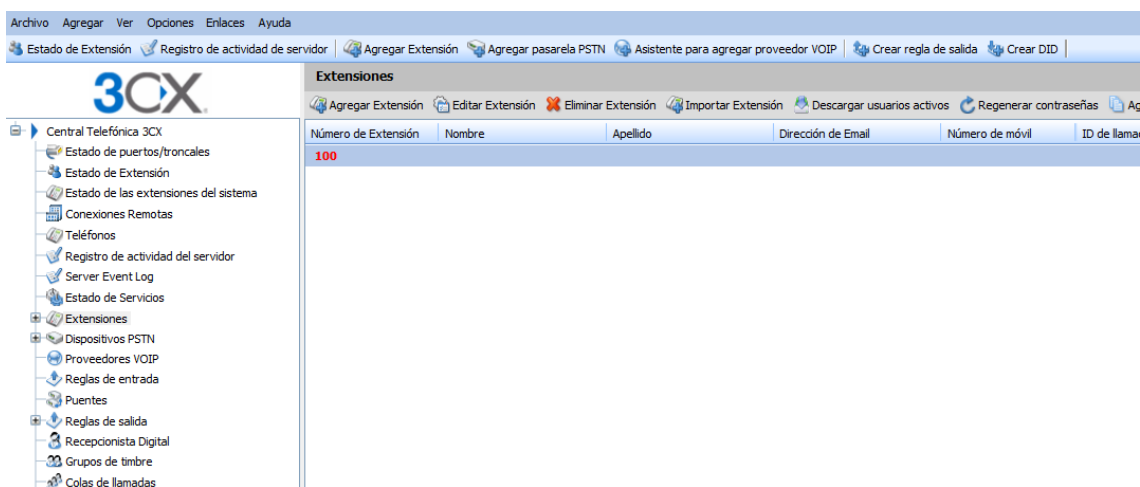 Archivo Agregar Ver Opciones Enlaces Ayuda
Estado de Extensión Registro de actividad de servidor Agregar Extensión Agregar pasarela PSTN Asistente para agregar proveedor VOIP Crear regla de salida Crear DID
3CX
Extensiones
Agregar Extensión Editar Extensión Eliminar Extensión Importar Extensión Descargar usuarios activos Regenerar contraseñas Ag
Número de Extensión Nombre Apellido Dirección de Email Número de móvil ID de llama
100
Central Telefónica 3CX
Estado de puertos/troncales
Estado de Extensión
Estado de las extensiones del sistema
Conexiones Remotas
Teléfonos
Registro de actividad del servidor
Server Event Log
Estado de Servicios
Extensiones
Dispositivos PSTN
Proveedores VOIP
Reglas de entrada
Puentes
Reglas de salida
Recepcionista Digital
Grupos de timbre
Colas de llamadas